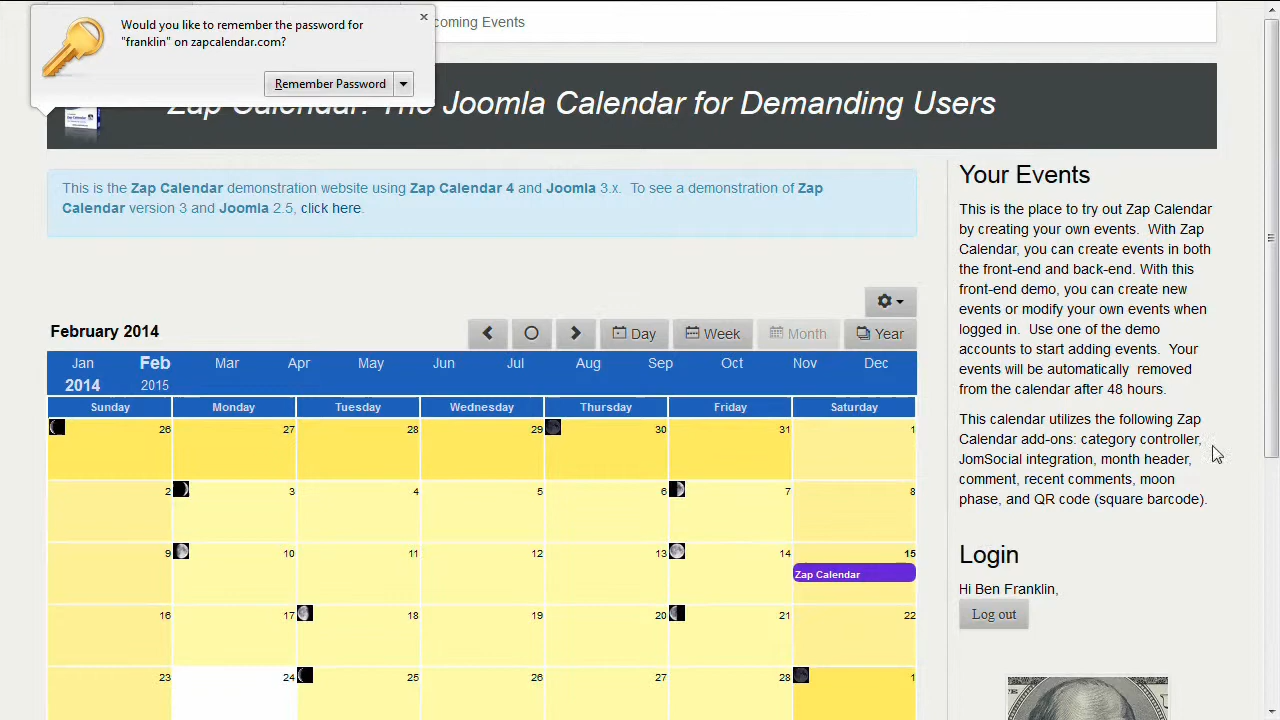 Would you like to remember the password for
"franklin" on zapcalendar.com?
Remember Password
coming Events
Zap Calendar: The Joomla Calendar for Demanding Users
This is the Zap Calendar demonstration website using Zap Calendar 4 and Joomla 3.x. To see a demonstration of Zap
Calendar version 3 and Joomla 2.5, click here.
February 2014
Day Week Month Year
Jan Feb Mar Apr May Jun Jul Aug Sep Oct Nov Dec
2014 2015
Sunday Monday Tuesday Wednesday Thursday Friday Saturday
26 27 28 29 30 31 1
2 3 4 5 6 7 8
9 10 11 12 13 14 15
Zap Calendar
16 17 18 19 20 21 22
23 24 25 26 27 28 1
Your Events
This is the place to try out Zap Calendar
by creating your own events. With Zap
Calendar, you can create events in both
the front-end and back-end. With this
front-end demo, you can create new
events or modify your own events when
logged in. Use one of the demo
accounts to start adding events. Your
events will be automatically removed
from the calendar after 48 hours.
This calendar utilizes the following Zap
Calendar add-ons: category controller,
JomSocial integration, month header,
comment, recent comments, moon
phase, and QR code (square barcode).
Login
Hi Ben Franklin,
Log out